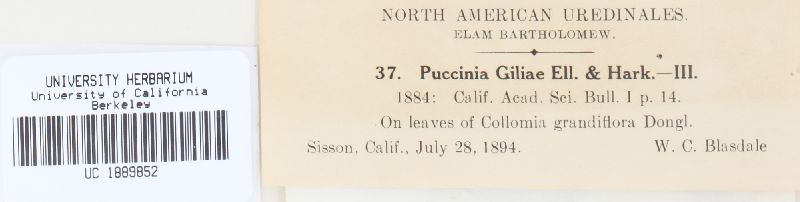 UNIVERSITY HERBARIUM
University of California
Berkeley
UC 1889852
NORTH AMERICAN UREDINALES.
ELAM BARTHOLOMEW.
37. Puccinia Giliae Ell. & Hark.—III.
1884: Calif. Acad. Sci. Bull. I p. 14.
On leaves of Collomia grandiflora Dongl.
Sisson, Calif., July 28, 1894. W. C. Blasdale